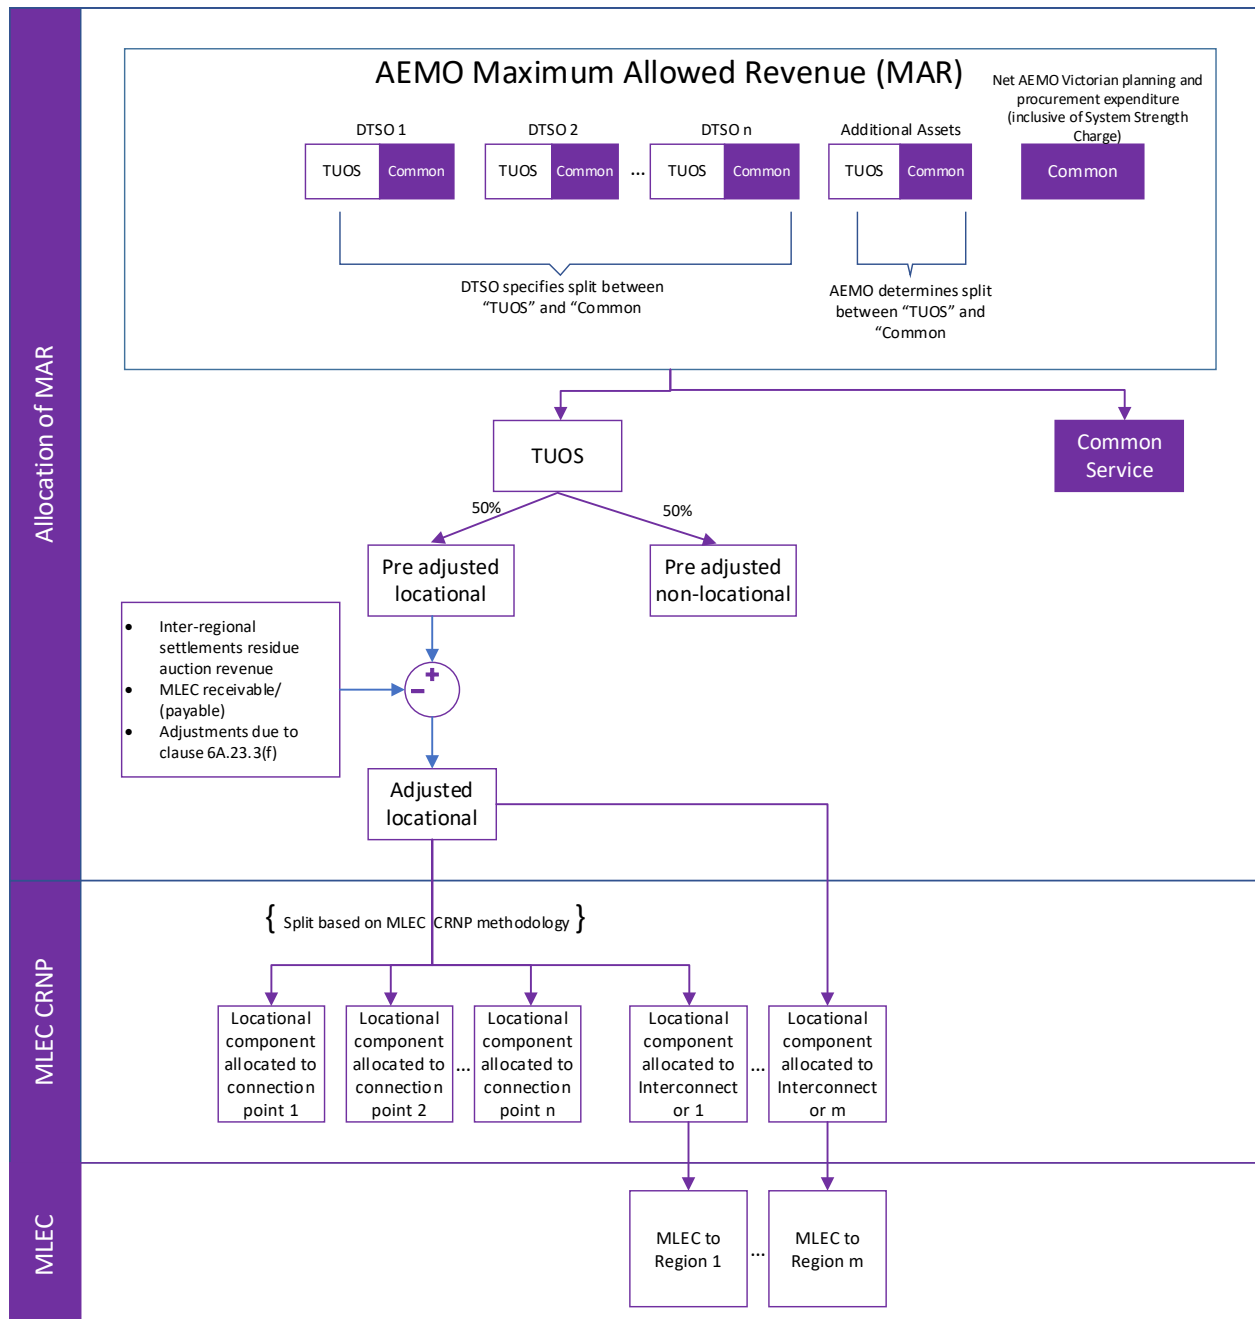 AEMO Maximum Allowed Revenue (MAR)
Net AEMO Victorian planning and
procurement expenditure
(inclusive of System Strength
Charge)
DTSO 1
DTSO 2
DTSO n
Additional Assets
TUOS
Common
TUOS
Common
...
TUOS
Common
TUOS
Common
Common
DTSO specifies split between
“TUOS” and “Common
AEMO determines split
between “TUOS” and
“Common
Allocation of MAR
TUOS
Common
Service
50%
50%
Pre adjusted
locational
Pre adjusted
non-locational
• Inter-regional
settlements residue
auction revenue
• MLEC receivable/
(payable)
• Adjustments due to
clause 6A.23.3(f)
+
−
Adjusted
locational
MLEC CRNP
{ Split based on MLEC CRNP methodology }
Locational
component
allocated to
connection
point 1
Locational
component
allocated to
connection
point 2
...
Locational
component
allocated to
connection
point n
Locational
component
allocated to
Interconnect
or 1
...
Locational
component
allocated to
Interconnect
or m
MLEC
MLEC to
Region 1
...
MLEC to
Region m